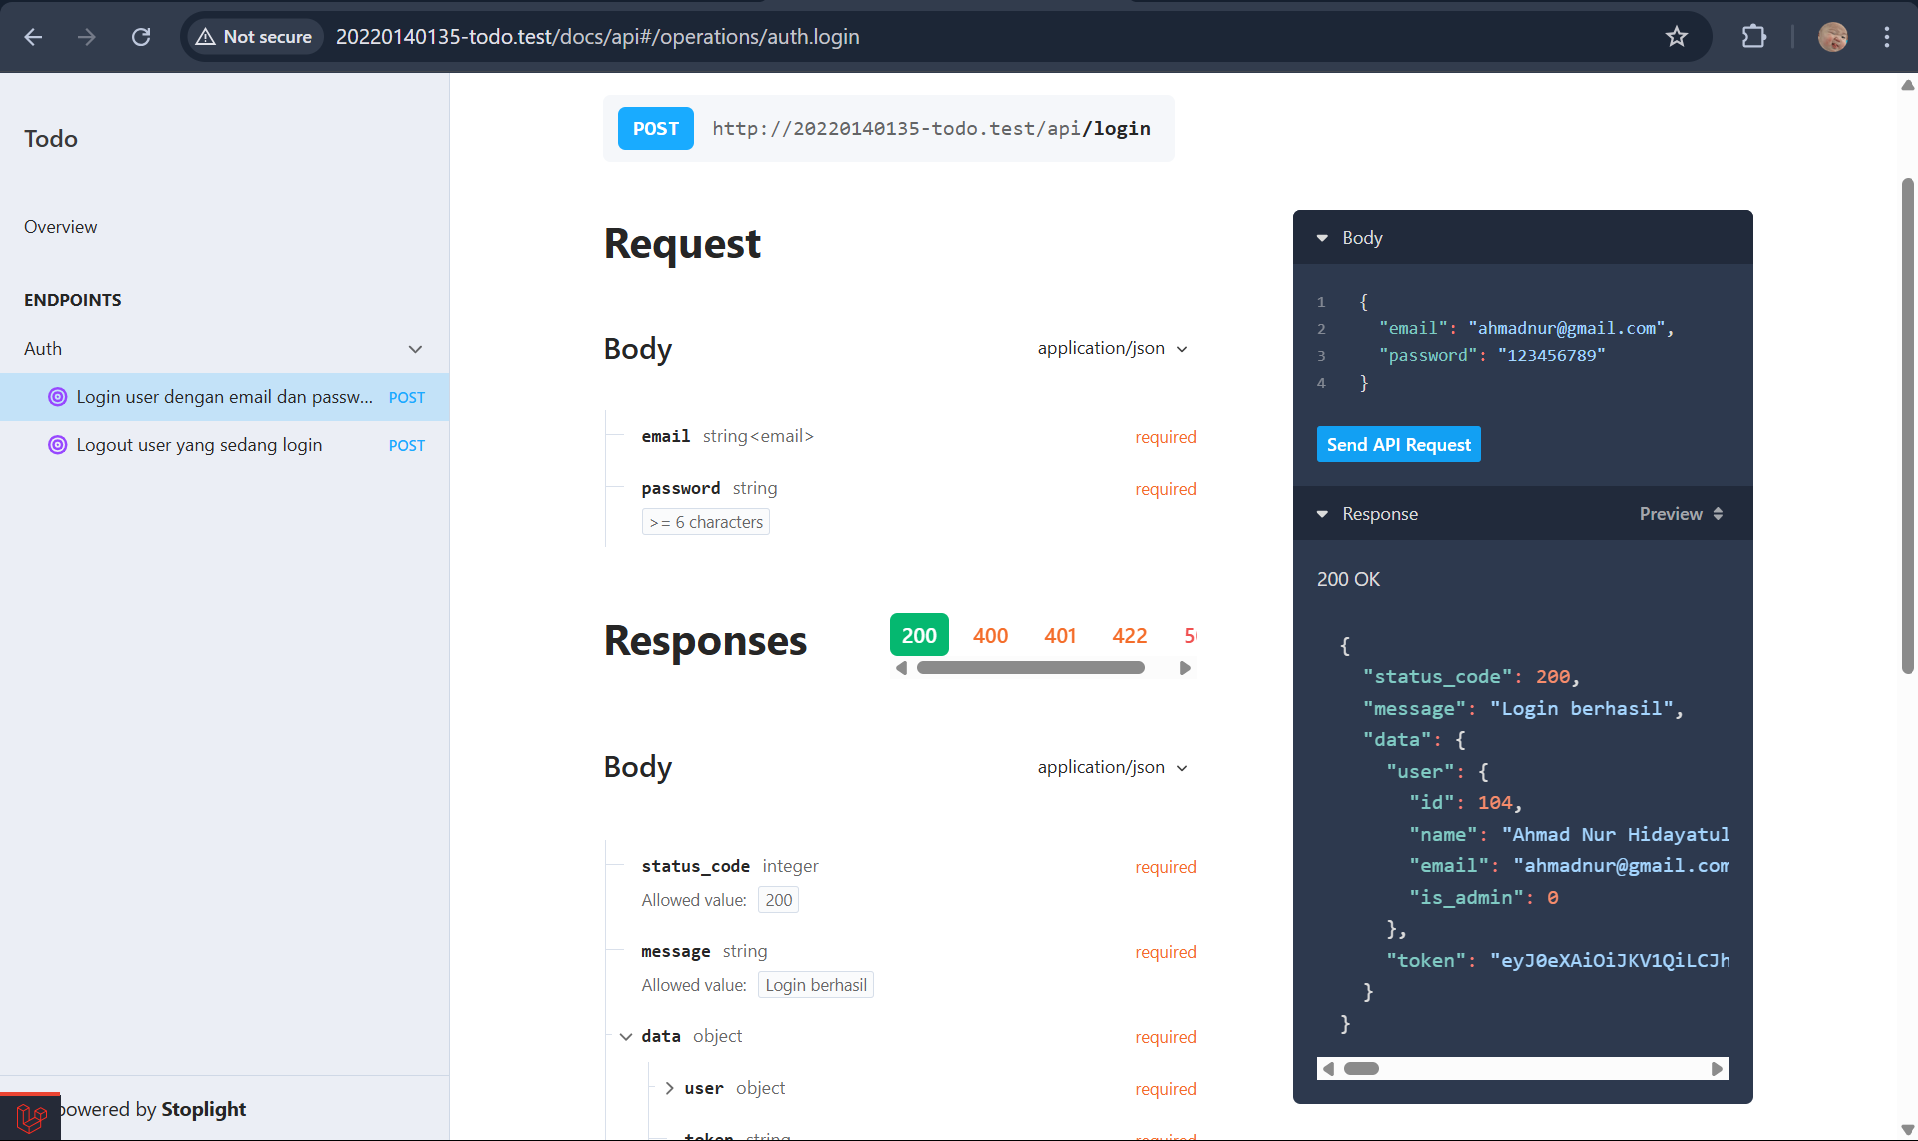 Not secure 20220140135-todo.test/docs/api#/operations/auth.login
Todo
Overview
ENDPOINTS
Auth
Login user dengan email dan passw... POST
Logout user yang sedang login POST
powered by Stoplight
POST http://20220140135-todo.test/api/login
Request
Body application/json
email string<email> required
password string required
>= 6 characters
Responses 200 400 401 422
Body application/json
status_code integer required
Allowed value: 200
message string required
Allowed value: Login berhasil
data object required
user object required
token string required
Body
1 {
2 "email": "ahmadnur@gmail.com",
3 "password": "123456789"
4 }
Send API Request
Response Preview
200 OK
{
"status_code": 200,
"message": "Login berhasil",
"data": {
"user": {
"id": 104,
"name": "Ahmad Nur Hidayatul
"email": "ahmadnur@gmail.com
"is_admin": 0
},
"token": "eyJ0eXAiOiJKV1QiLCJh
}
}